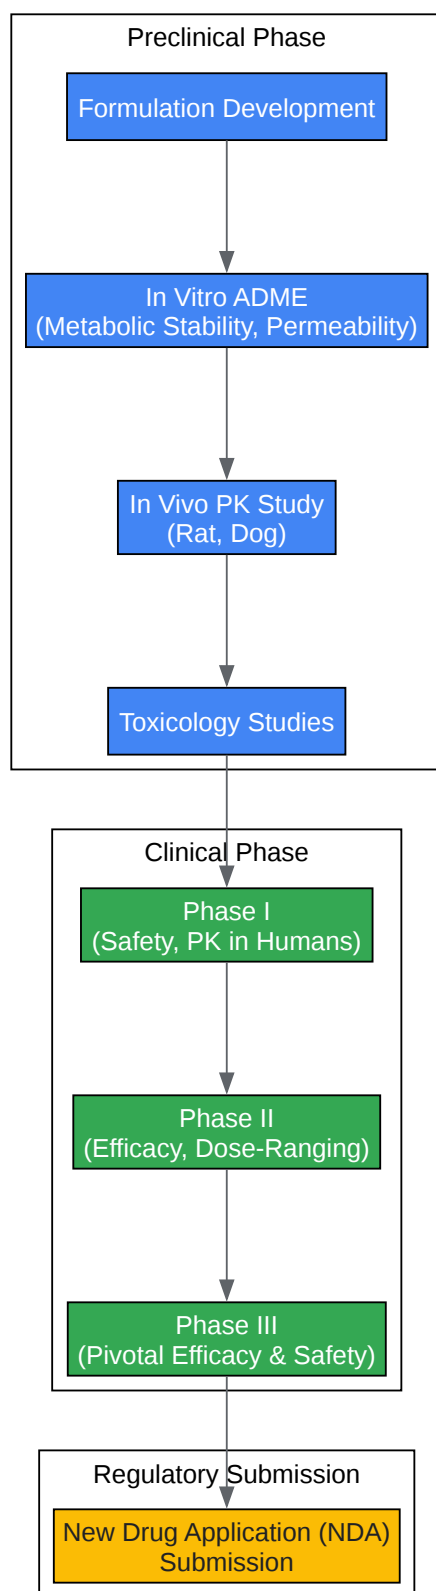 Preclinical Phase
Formulation Development
In Vitro ADME
(Metabolic Stability, Permeability)
In Vivo PK Study
(Rat, Dog)
Toxicology Studies
Clinical Phase
Phase I
(Safety, PK in Humans)
Phase II
(Efficacy, Dose-Ranging)
Phase III
(Pivotal Efficacy & Safety)
Regulatory Submission
New Drug Application (NDA)
Submission